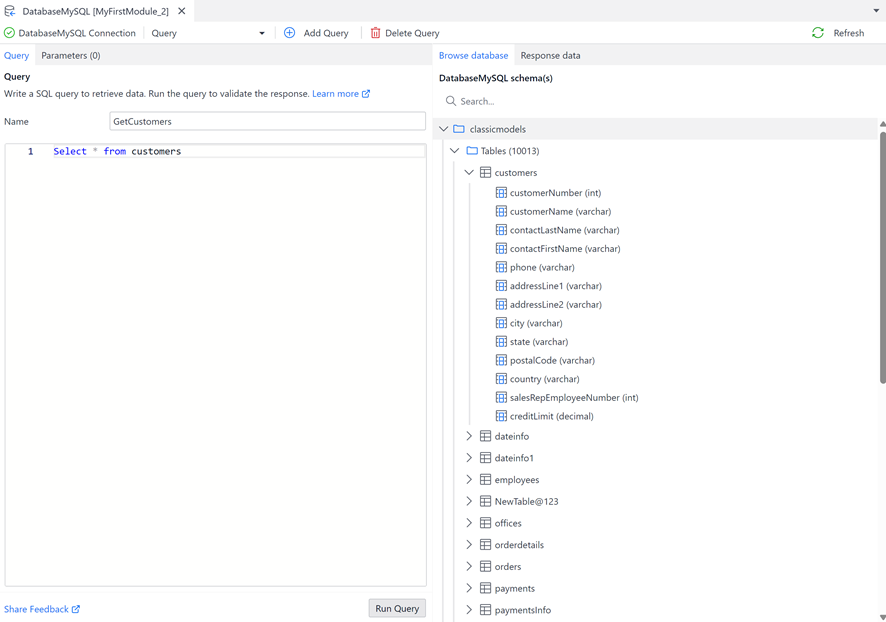 DatabaseMySQL [MyFirstModule_2]
DatabaseMySQL Connection Query Add Query Delete Query Refresh
Query Parameters (0)
Query
Write a SQL query to retrieve data. Run the query to validate the response. Learn more
Name GetCustomers
1 Select * from customers
Share Feedback Run Query
Browse database Response data
DatabaseMySQL schema(s)
Search...
classicmodels
Tables (10013)
customers
customerNumber (int)
customerName (varchar)
contactLastName (varchar)
contactFirstName (varchar)
phone (varchar)
addressLine1 (varchar)
addressLine2 (varchar)
city (varchar)
state (varchar)
postalCode (varchar)
country (varchar)
salesRepEmployeeNumber (int)
creditLimit (decimal)
dateinfo
dateinfo1
employees
NewTable@123
offices
orderdetails
orders
payments
paymentsInfo